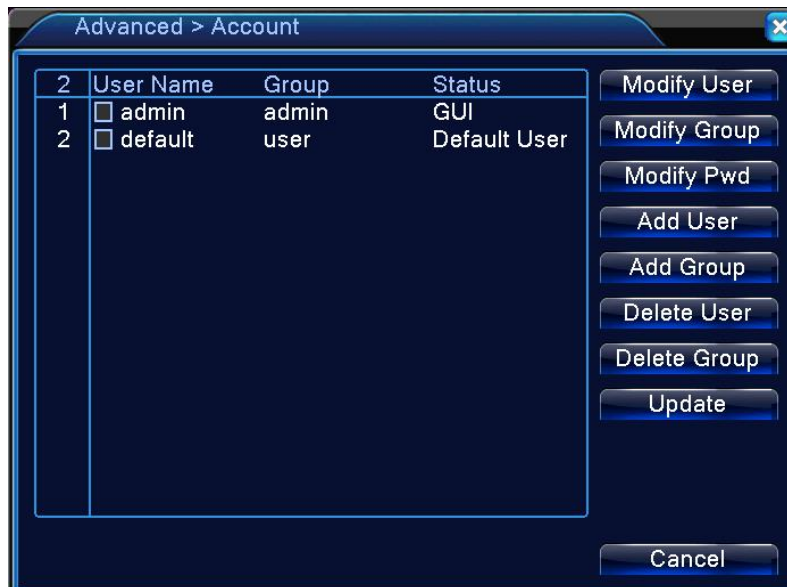 Advanced > Account
2 User Name Group Status
1 admin admin GUI
2 default user Default User
Modify User
Modify Group
Modify Pwd
Add User
Add Group
Delete User
Delete Group
Update
Cancel